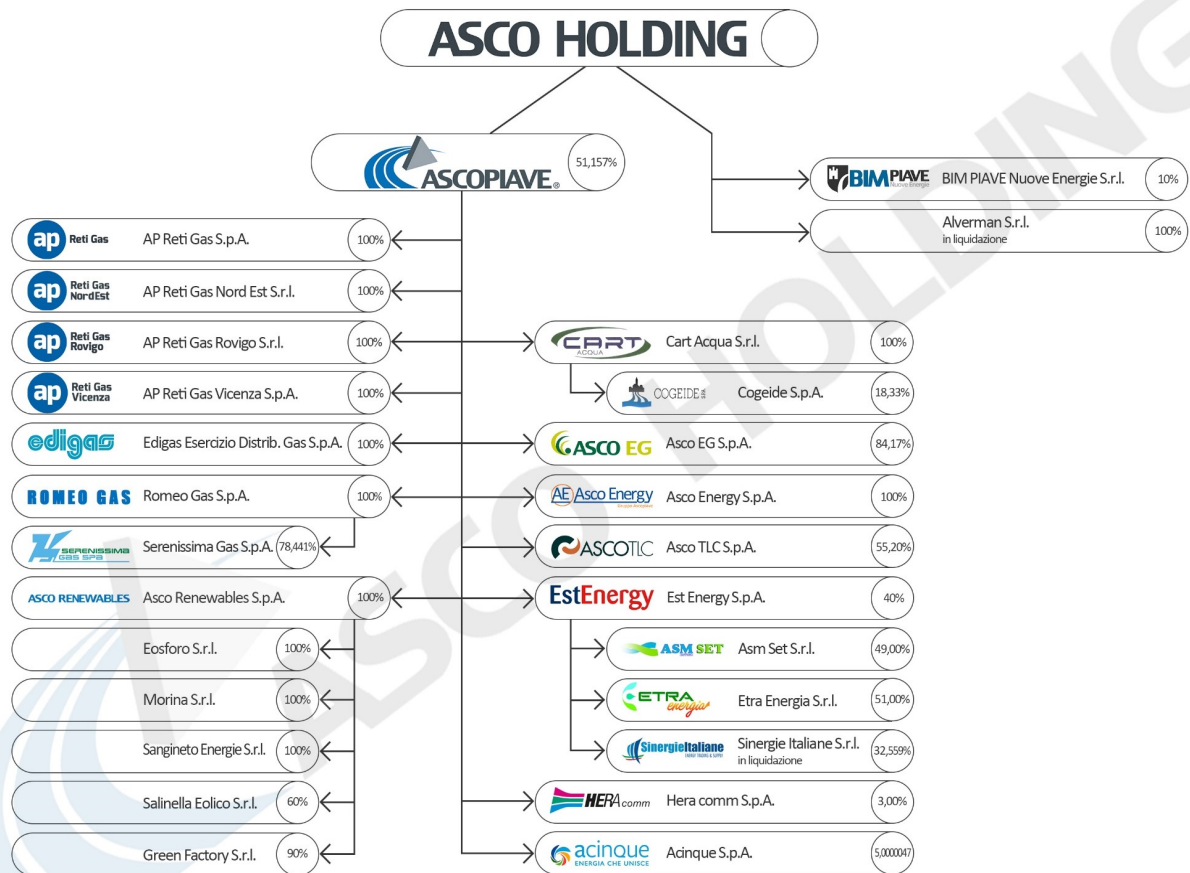 ASCO HOLDING
ASCOPIAVE®
51,157%
BIM PIAVE
Nuove Energie
BIM PIAVE Nuove Energie S.r.l.
10%
Alverman S.r.l.
in liquidazione
100%
ap Reti Gas
AP Reti Gas S.p.A.
100%
ap Reti Gas
NordEst
AP Reti Gas Nord Est S.r.l.
100%
ap Reti Gas
Rovigo
AP Reti Gas Rovigo S.r.l.
100%
ap Reti Gas
Vicenza
AP Reti Gas Vicenza S.p.A.
100%
edigas
Edigas Esercizio Distrib. Gas S.p.A.
100%
ROMEO GAS
Romeo Gas S.p.A.
100%
SERENISSIMA
GAS SPA
Serenissima Gas S.p.A.
78,441%
ASCO RENEWABLES
Asco Renewables S.p.A.
100%
Eosforo S.r.l.
100%
Morina S.r.l.
100%
Sangineto Energie S.r.l.
100%
Salinella Eolico S.r.l.
60%
Green Factory S.r.l.
90%
CART
ACQUA
Cart Acqua S.r.l.
100%
COGEIDE
Cogeide S.p.A.
18,33%
ASCO EG
Asco EG S.p.A.
84,17%
AE Asco Energy
Asco Energy S.p.A.
100%
ASCOTLC
Asco TLC S.p.A.
55,20%
EstEnergy
Est Energy S.p.A.
40%
ASM SET
Asm Set S.r.l.
49,00%
ETRA
energia
Etra Energia S.r.l.
51,00%
SinergieItaliane
Sinergie Italiane S.r.l.
in liquidazione
32,559%
HERAcomm
Hera comm S.p.A.
3,00%
acinque
ENERGIA CHE UNISCE
Acinque S.p.A.
5,0000047
ASCO HOLDING